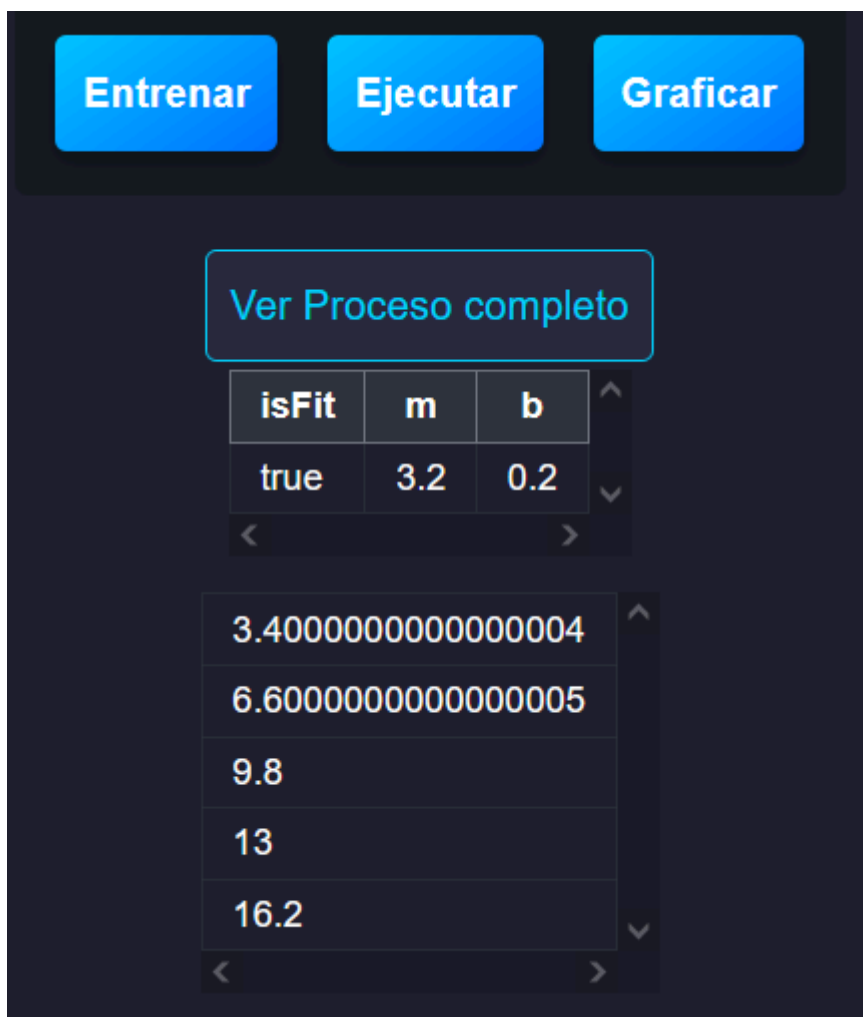 Entrenar Ejecutar Graficar
Ver Proceso completo
isFit m b
true 3.2 0.2
3.4000000000000004
6.6000000000000005
9.8
13
16.2